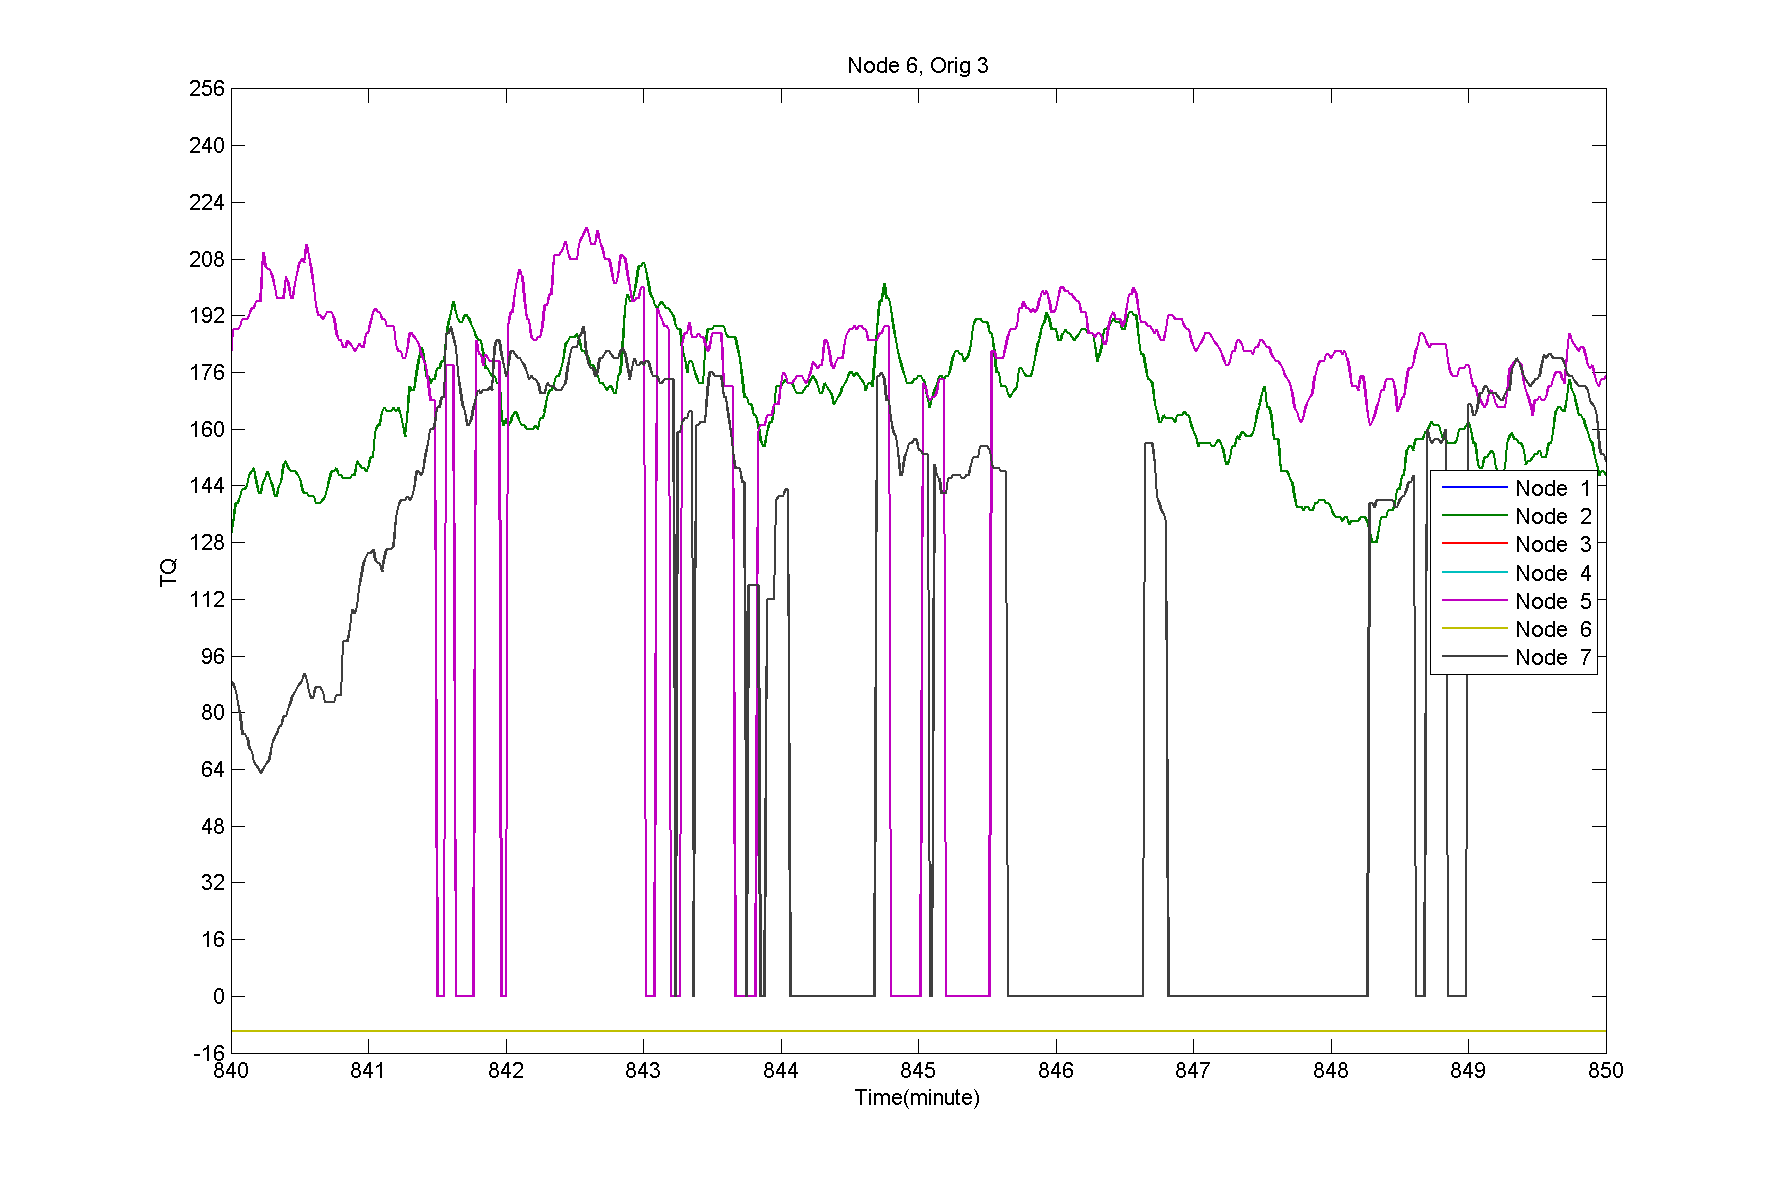 Node 6, Orig 3
256
240
224
208
192
176
160
144
128
112
96
80
64
48
32
16
0
-16
TQ
Node 1
Node 2
Node 3
Node 4
Node 5
Node 6
Node 7
840 841 842 843 844 845 846 847 848 849 850
Time(minute)